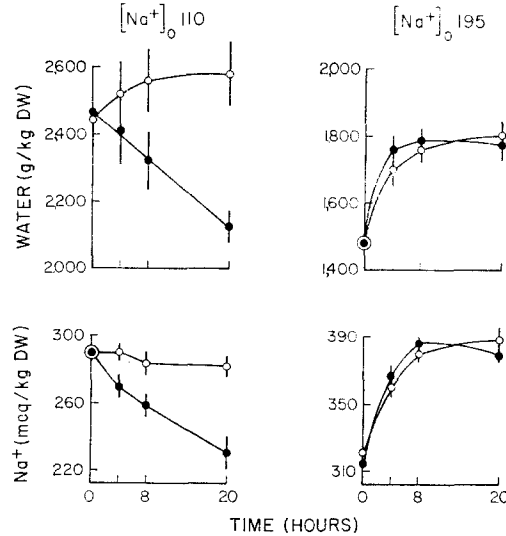 [Na+]o 110
[Na+]o 195
WATER (g/kg DW)
2,600
2,400
2,200
2,000
2,000
1,800
1,600
1,400
Na+ (mcq/kg DW)
290
260
220
390
350
310
0 4 8 20
0 4 8 20
TIME (HOURS)